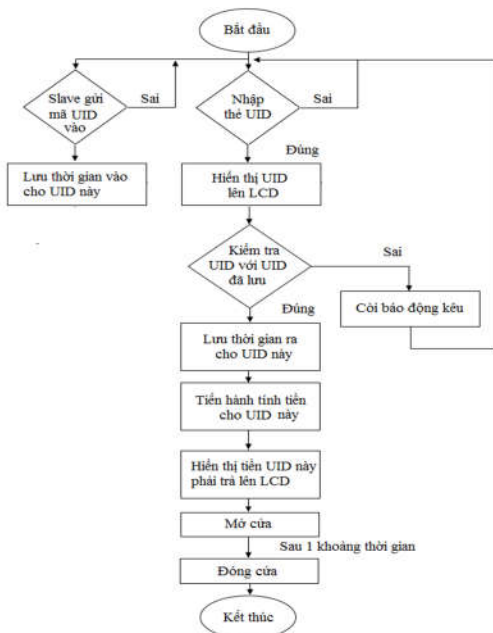 Bắt đầu
Slave gửi
mã UID
vào
Sai
Nhập
thẻ UID
Sai
Đúng
Lưu thời gian vào
cho UID này
Hiển thị UID
lên LCD
Kiểm tra
UID với UID
đã lưu
Sai
Đúng
Còi báo động kêu
Lưu thời gian ra
cho UID này
Tiến hành tính tiền
cho UID này
Hiển thị tiền UID này
phải trả lên LCD
Mở cửa
Sau 1 khoảng thời gian
Đóng cửa
Kết thúc